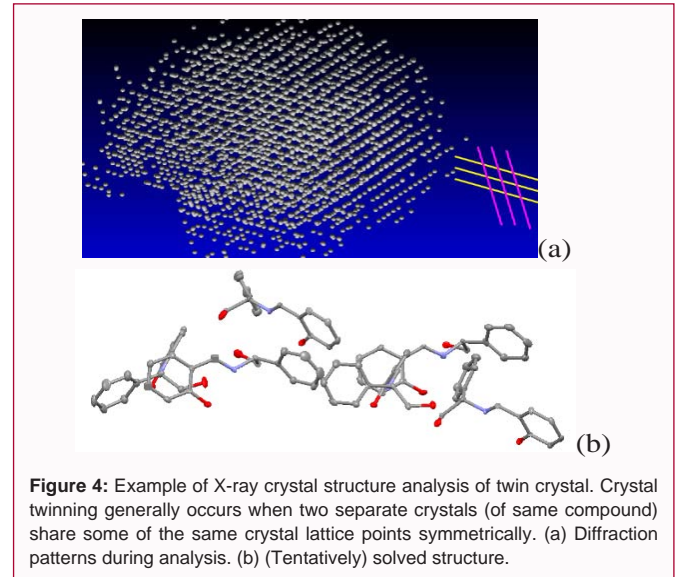 (a)
(b)
Figure 4: Example of X-ray crystal structure analysis of twin crystal. Crystal
twinning generally occurs when two separate crystals (of same compound)
share some of the same crystal lattice points symmetrically. (a) Diffraction
patterns during analysis. (b) (Tentatively) solved structure.